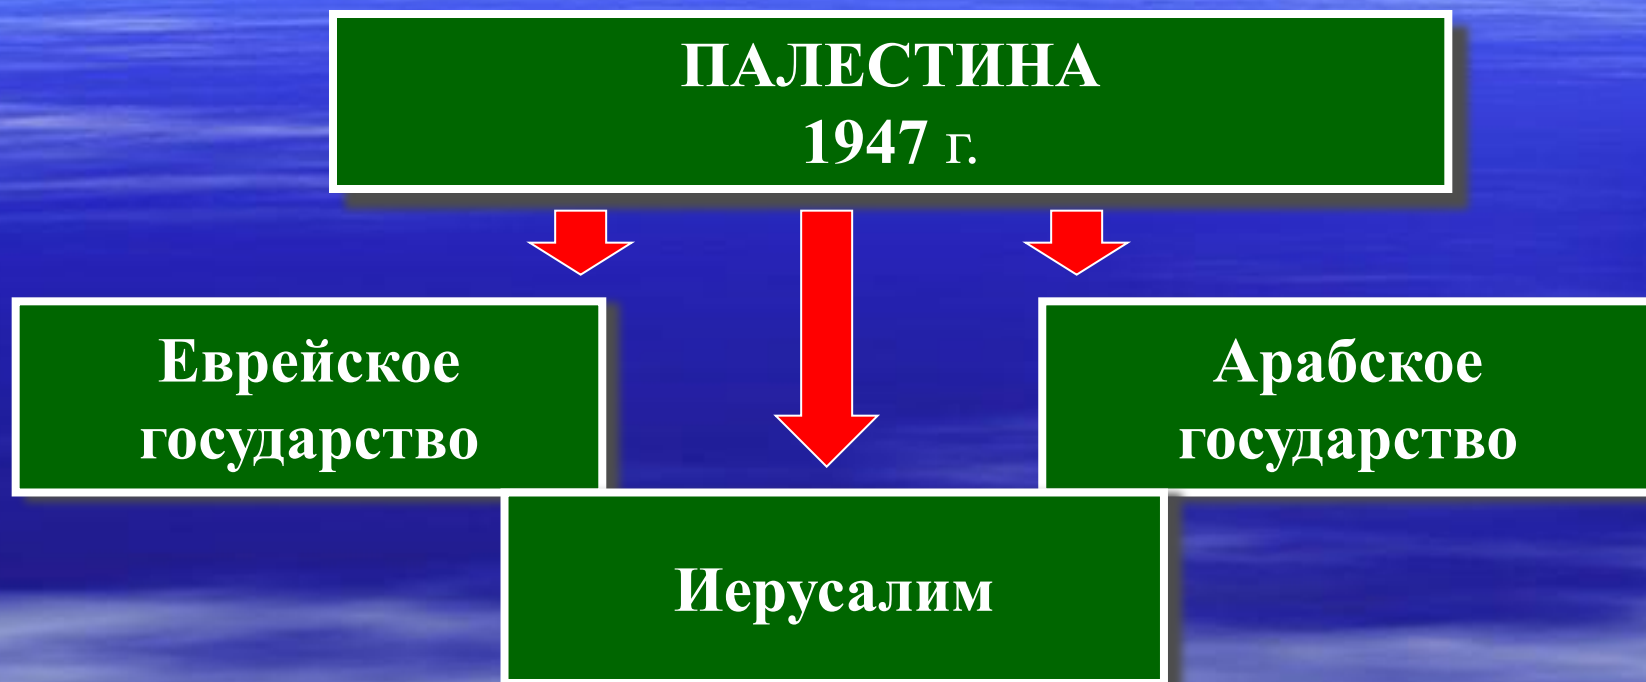 ПАЛЕСТИНА
1947 г.
Еврейское
государство
Арабское
государство
Иерусалим